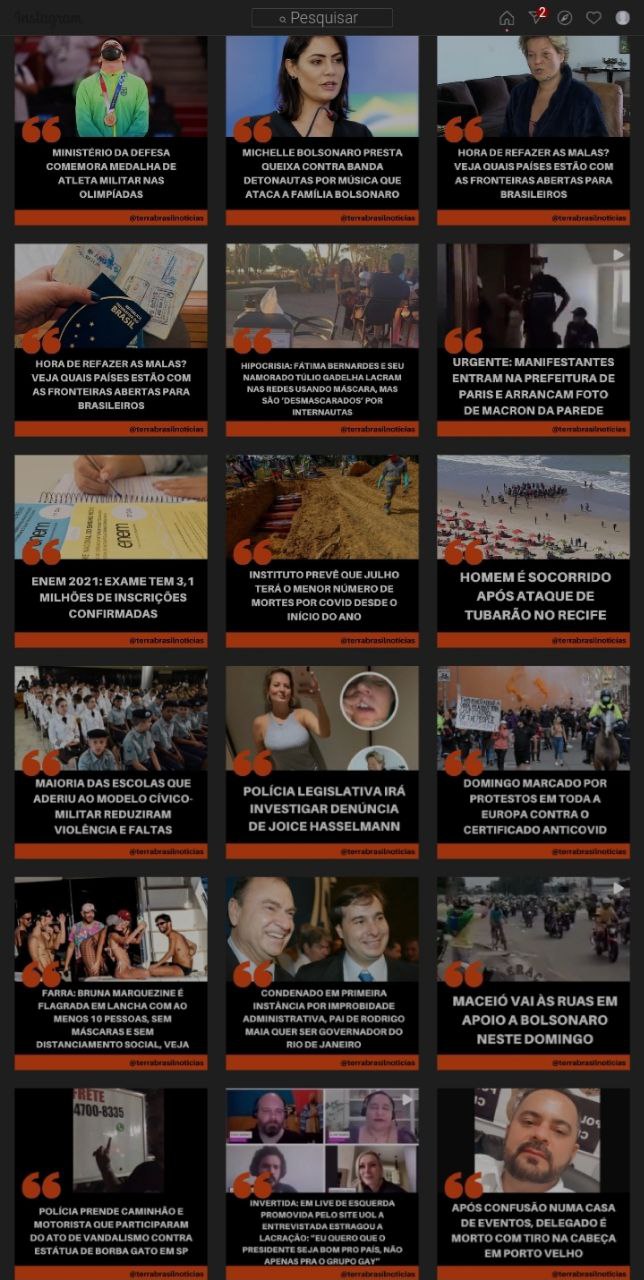 Instagram
Pesquisar
2
MINISTÉRIO DA DEFESA
COMEMORA MEDALHA DE
ATLETA MILITAR NAS
OLIMPÍADAS
@terrabrasilnoticias
MICHELLE BOLSONARO PRESTA
QUEIXA CONTRA BANDA
DETONAUTAS POR MÚSICA QUE
ATACA A FAMÍLIA BOLSONARO
@terrabrasilnoticias
HORA DE REFAZER AS MALAS?
VEJA QUAIS PAÍSES ESTÃO COM
AS FRONTEIRAS ABERTAS PARA
BRASILEIROS
@terrabrasilnoticias
BRASIL
HORA DE REFAZER AS MALAS?
VEJA QUAIS PAÍSES ESTÃO COM
AS FRONTEIRAS ABERTAS PARA
BRASILEIROS
@terrabrasilnoticias
HIPOCRISIA: FÁTIMA BERNARDES E SEU
NAMORADO TÚLIO GADELHA LACRAM
NAS REDES USANDO MÁSCARA, MAS
SÃO 'DESMASCARADOS' POR
INTERNAUTAS
@terrabrasilnoticias
URGENTE: MANIFESTANTES
ENTRAM NA PREFEITURA DE
PARIS E ARRANCAM FOTO
DE MACRON DA PAREDE
@terrabrasilnoticias
enem
enem
ENEM 2021: EXAME TEM 3,1
MILHÕES DE INSCRIÇÕES
CONFIRMADAS
@terrabrasilnoticias
INSTITUTO PREVÊ QUE JULHO
TERÁ O MENOR NÚMERO DE
MORTES POR COVID DESDE O
INÍCIO DO ANO
@terrabrasilnoticias
HOMEM É SOCORRIDO
APÓS ATAQUE DE
TUBARÃO NO RECIFE
@terrabrasilnoticias
MAIORIA DAS ESCOLAS QUE
ADERIU AO MODELO CÍVICO-
MILITAR REDUZIRAM
VIOLÊNCIA E FALTAS
@terrabrasilnoticias
POLÍCIA LEGISLATIVA IRÁ
INVESTIGAR DENÚNCIA
DE JOICE HASSELMANN
@terrabrasilnoticias
DOMINGO MARCADO POR
PROTESTOS EM TODA A
EUROPA CONTRA O
CERTIFICADO ANTICOVID
@terrabrasilnoticias
FARRA: BRUNA MARQUEZINE É
FLAGRADA EM LANCHA COM AO
MENOS 10 PESSOAS, SEM
MÁSCARAS E SEM
DISTANCIAMENTO SOCIAL, VEJA
@terrabrasilnoticias
CONDENADO EM PRIMEIRA
INSTÂNCIA POR IMPROBIDADE
ADMINISTRATIVA, PAI DE RODRIGO
MAIA QUER SER GOVERNADOR DO
RIO DE JANEIRO
@terrabrasilnoticias
MACEIÓ VAI ÀS RUAS EM
APOIO A BOLSONARO
NESTE DOMINGO
@terrabrasilnoticias
FRETE
4700-8335
POLÍCIA PRENDE CAMINHÃO E
MOTORISTA QUE PARTICIPARAM
DO ATO DE VANDALISMO CONTRA
ESTÁTUA DE BORBA GATO EM SP
@terrabrasilnoticias
INVERTIDA: EM LIVE DE ESQUERDA
PROMOVIDA PELO SITE UOL A
ENTREVISTADA ESTRAGOU A
LACRAÇÃO: "EU QUERO QUE O
PRESIDENTE SEJA BOM PRO PAÍS, NÃO
APENAS PRA O GRUPO GAY"
@terrabrasilnoticias
APÓS CONFUSÃO NUMA CASA
DE EVENTOS, DELEGADO É
MORTO COM TIRO NA CABEÇA
EM PORTO VELHO
@terrabrasilnoticias